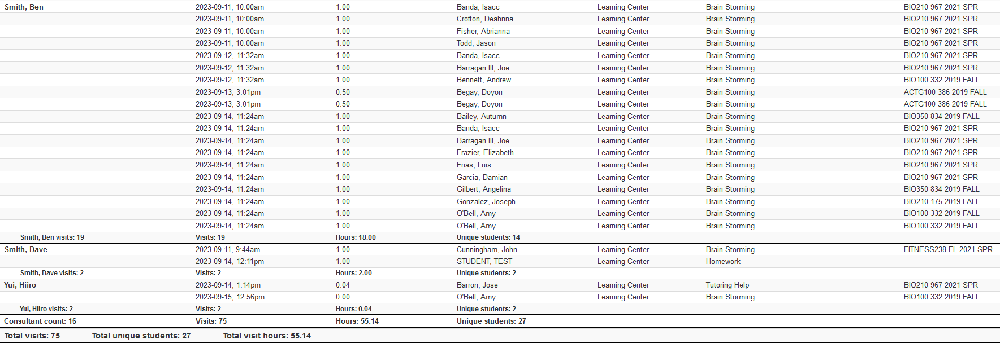 Smith, Ben 2023-09-11, 10:00am 1.00 Banda, Isacc Learning Center Brain Storming BIO210 967 2021 SPR
2023-09-11, 10:00am 1.00 Crofton, Deahnna Learning Center Brain Storming BIO210 967 2021 SPR
2023-09-11, 10:00am 1.00 Fisher, Abrianna Learning Center Brain Storming BIO210 967 2021 SPR
2023-09-11, 10:00am 1.00 Todd, Jason Learning Center Brain Storming BIO210 967 2021 SPR
2023-09-12, 11:32am 1.00 Banda, Isacc Learning Center Brain Storming BIO210 967 2021 SPR
2023-09-12, 11:32am 1.00 Barragan III, Joe Learning Center Brain Storming BIO210 967 2021 SPR
2023-09-12, 11:32am 1.00 Bennett, Andrew Learning Center Brain Storming BIO100 332 2019 FALL
2023-09-13, 3:01pm 0.50 Begay, Doyon Learning Center Brain Storming ACTG100 386 2019 FALL
2023-09-13, 3:01pm 0.50 Begay, Doyon Learning Center Brain Storming ACTG100 386 2019 FALL
2023-09-14, 11:24am 1.00 Bailey, Autumn Learning Center Brain Storming BIO350 834 2019 FALL
2023-09-14, 11:24am 1.00 Banda, Isacc Learning Center Brain Storming BIO210 967 2021 SPR
2023-09-14, 11:24am 1.00 Barragan III, Joe Learning Center Brain Storming BIO210 967 2021 SPR
2023-09-14, 11:24am 1.00 Frazier, Elizabeth Learning Center Brain Storming BIO210 967 2021 SPR
2023-09-14, 11:24am 1.00 Frias, Luis Learning Center Brain Storming BIO210 967 2021 SPR
2023-09-14, 11:24am 1.00 Garcia, Damian Learning Center Brain Storming BIO210 967 2021 SPR
2023-09-14, 11:24am 1.00 Gilbert, Angelina Learning Center Brain Storming BIO350 834 2019 FALL
2023-09-14, 11:24am 1.00 Gonzalez, Joseph Learning Center Brain Storming BIO210 175 2019 FALL
2023-09-14, 11:24am 1.00 O'Bell, Amy Learning Center Brain Storming BIO100 332 2019 FALL
2023-09-14, 11:24am 1.00 O'Bell, Amy Learning Center Brain Storming BIO100 332 2019 FALL
Smith, Ben visits: 19 Visits: 19 Hours: 18.00 Unique students: 14
Smith, Dave 2023-09-11, 9:44am 1.00 Cunningham, John Learning Center Brain Storming FITNESS238 FL 2021 SPR
2023-09-14, 12:11pm 1.00 STUDENT, TEST Learning Center Homework
Smith, Dave visits: 2 Visits: 2 Hours: 2.00 Unique students: 2
Yui, Hiiro 2023-09-14, 1:14pm 0.04 Barron, Jose Learning Center Tutoring Help BIO210 967 2021 SPR
2023-09-15, 12:56pm 0.00 O'Bell, Amy Learning Center Brain Storming BIO100 332 2019 FALL
Yui, Hiiro visits: 2 Visits: 2 Hours: 0.04 Unique students: 2
Consultant count: 16 Visits: 75 Hours: 55.14 Unique students: 27
Total visits: 75 Total unique students: 27 Total visit hours: 55.14